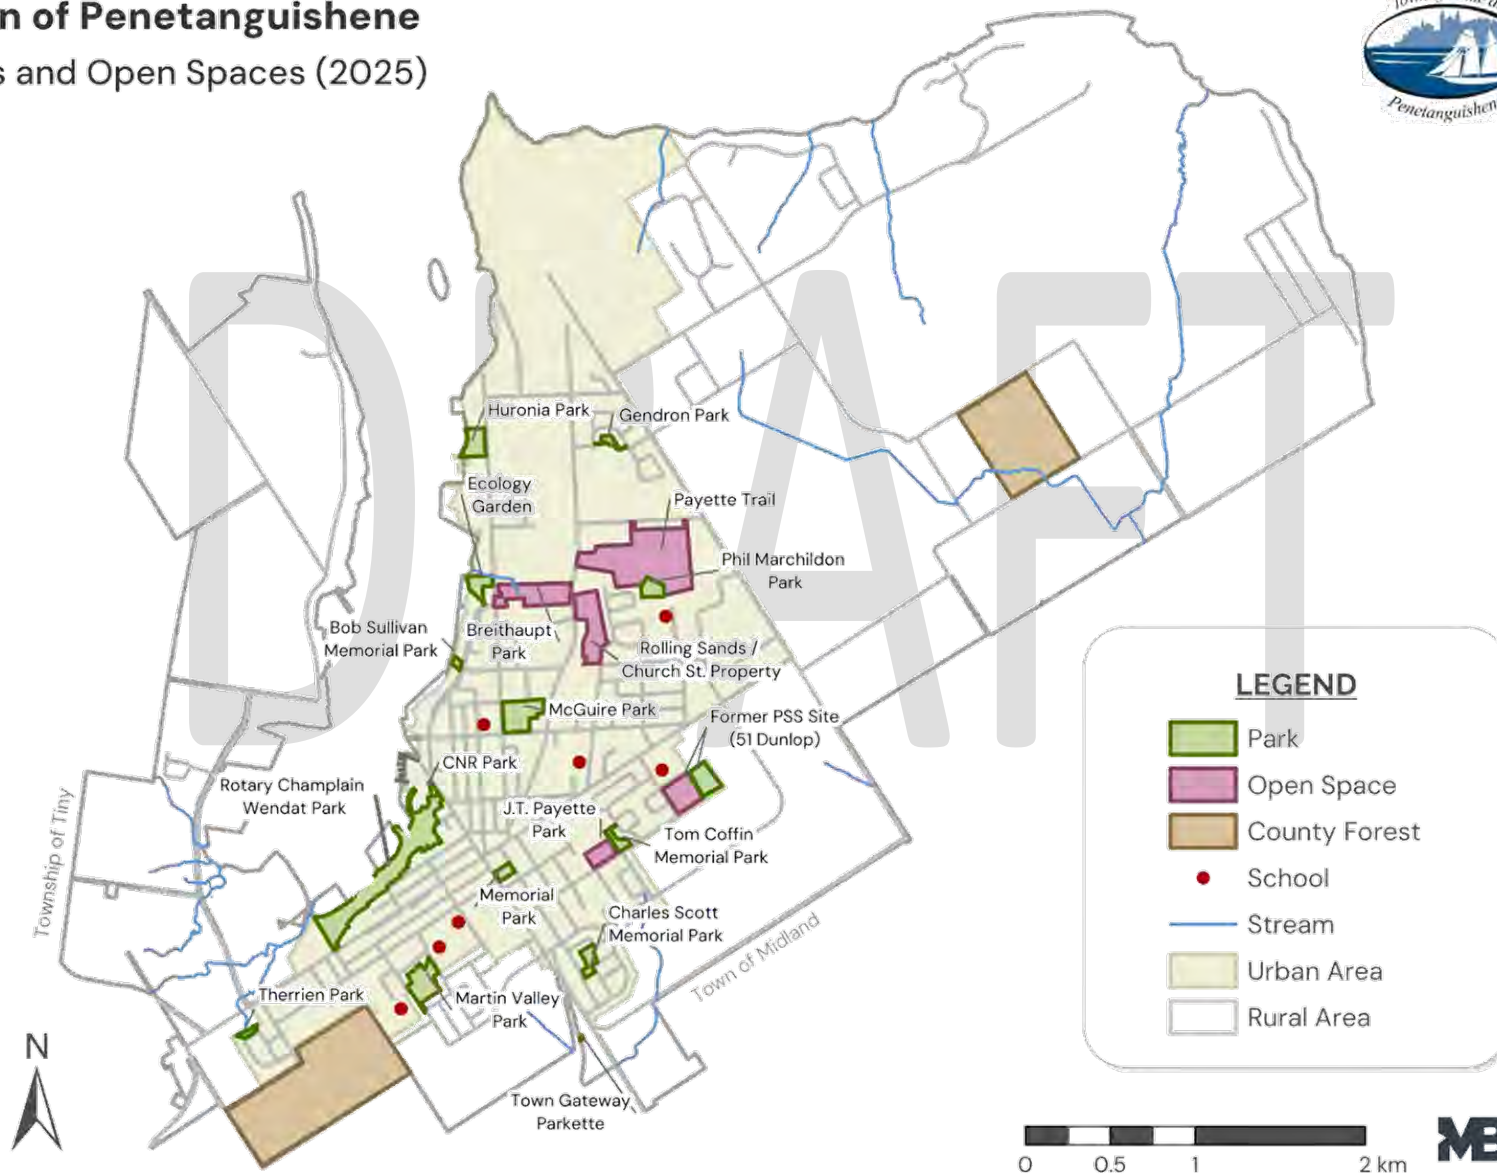 n of Penetanguishene
s and Open Spaces (2025)
Penetanguishen
DRAFT
Huronia Park
Gendron Park
Ecology
Garden
Payette Trail
Phil Marchildon
Park
Bob Sullivan
Memorial Park
Breithaupt
Park
Rolling Sands /
Church St. Property
McGuire Park
Former PSS Site
(51 Dunlop)
CNR Park
Rotary Champlain
Wendat Park
J.T. Payette
Park
Tom Coffin
Memorial Park
Memorial
Park
Charles Scott
Memorial Park
Therrien Park
Martin Valley
Park
Town Gateway
Parkette
Township of Tiny
Town of Midland
N
LEGEND
Park
Open Space
County Forest
School
Stream
Urban Area
Rural Area
0 0.5 1 2 km
MB